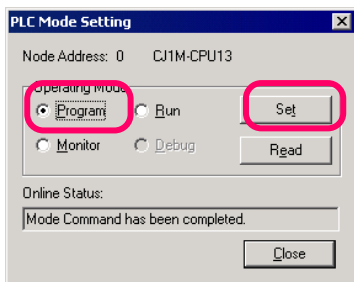 PLC Mode Setting
Node Address: 0 CJ1M-CPU13
Operating Mode
Program Run Set
Monitor Debug Read
Online Status:
Mode Command has been completed.
Close